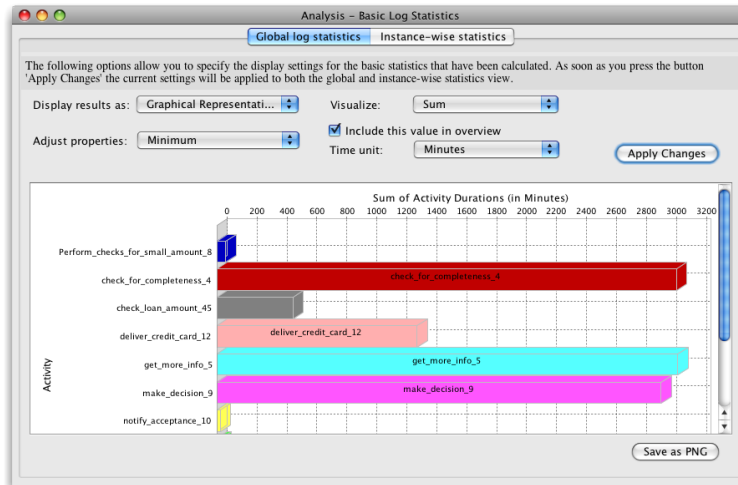 Analysis – Basic Log Statistics
Global log statistics Instance-wise statistics
The following options allow you to specify the display settings for the basic statistics that have been calculated. As soon as you press the button
'Apply Changes' the current settings will be applied to both the global and instance-wise statistics view.
Display results as: Graphical Representati... Visualize: Sum
Include this value in overview
Adjust properties: Minimum Time unit: Minutes Apply Changes
Sum of Activity Durations (in Minutes)
0 200 400 600 800 1000 1200 1400 1600 1800 2000 2200 2400 2600 2800 3000 3200
Perform_checks_for_small_amount_8
check_for_completeness_4 check_for_completeness_4
check_loan_amount_45
deliver_credit_card_12 deliver_credit_card_12
get_more_info_5 get_more_info_5
make_decision_9 make_decision_9
notify_acceptance_10
Activity
Save as PNG